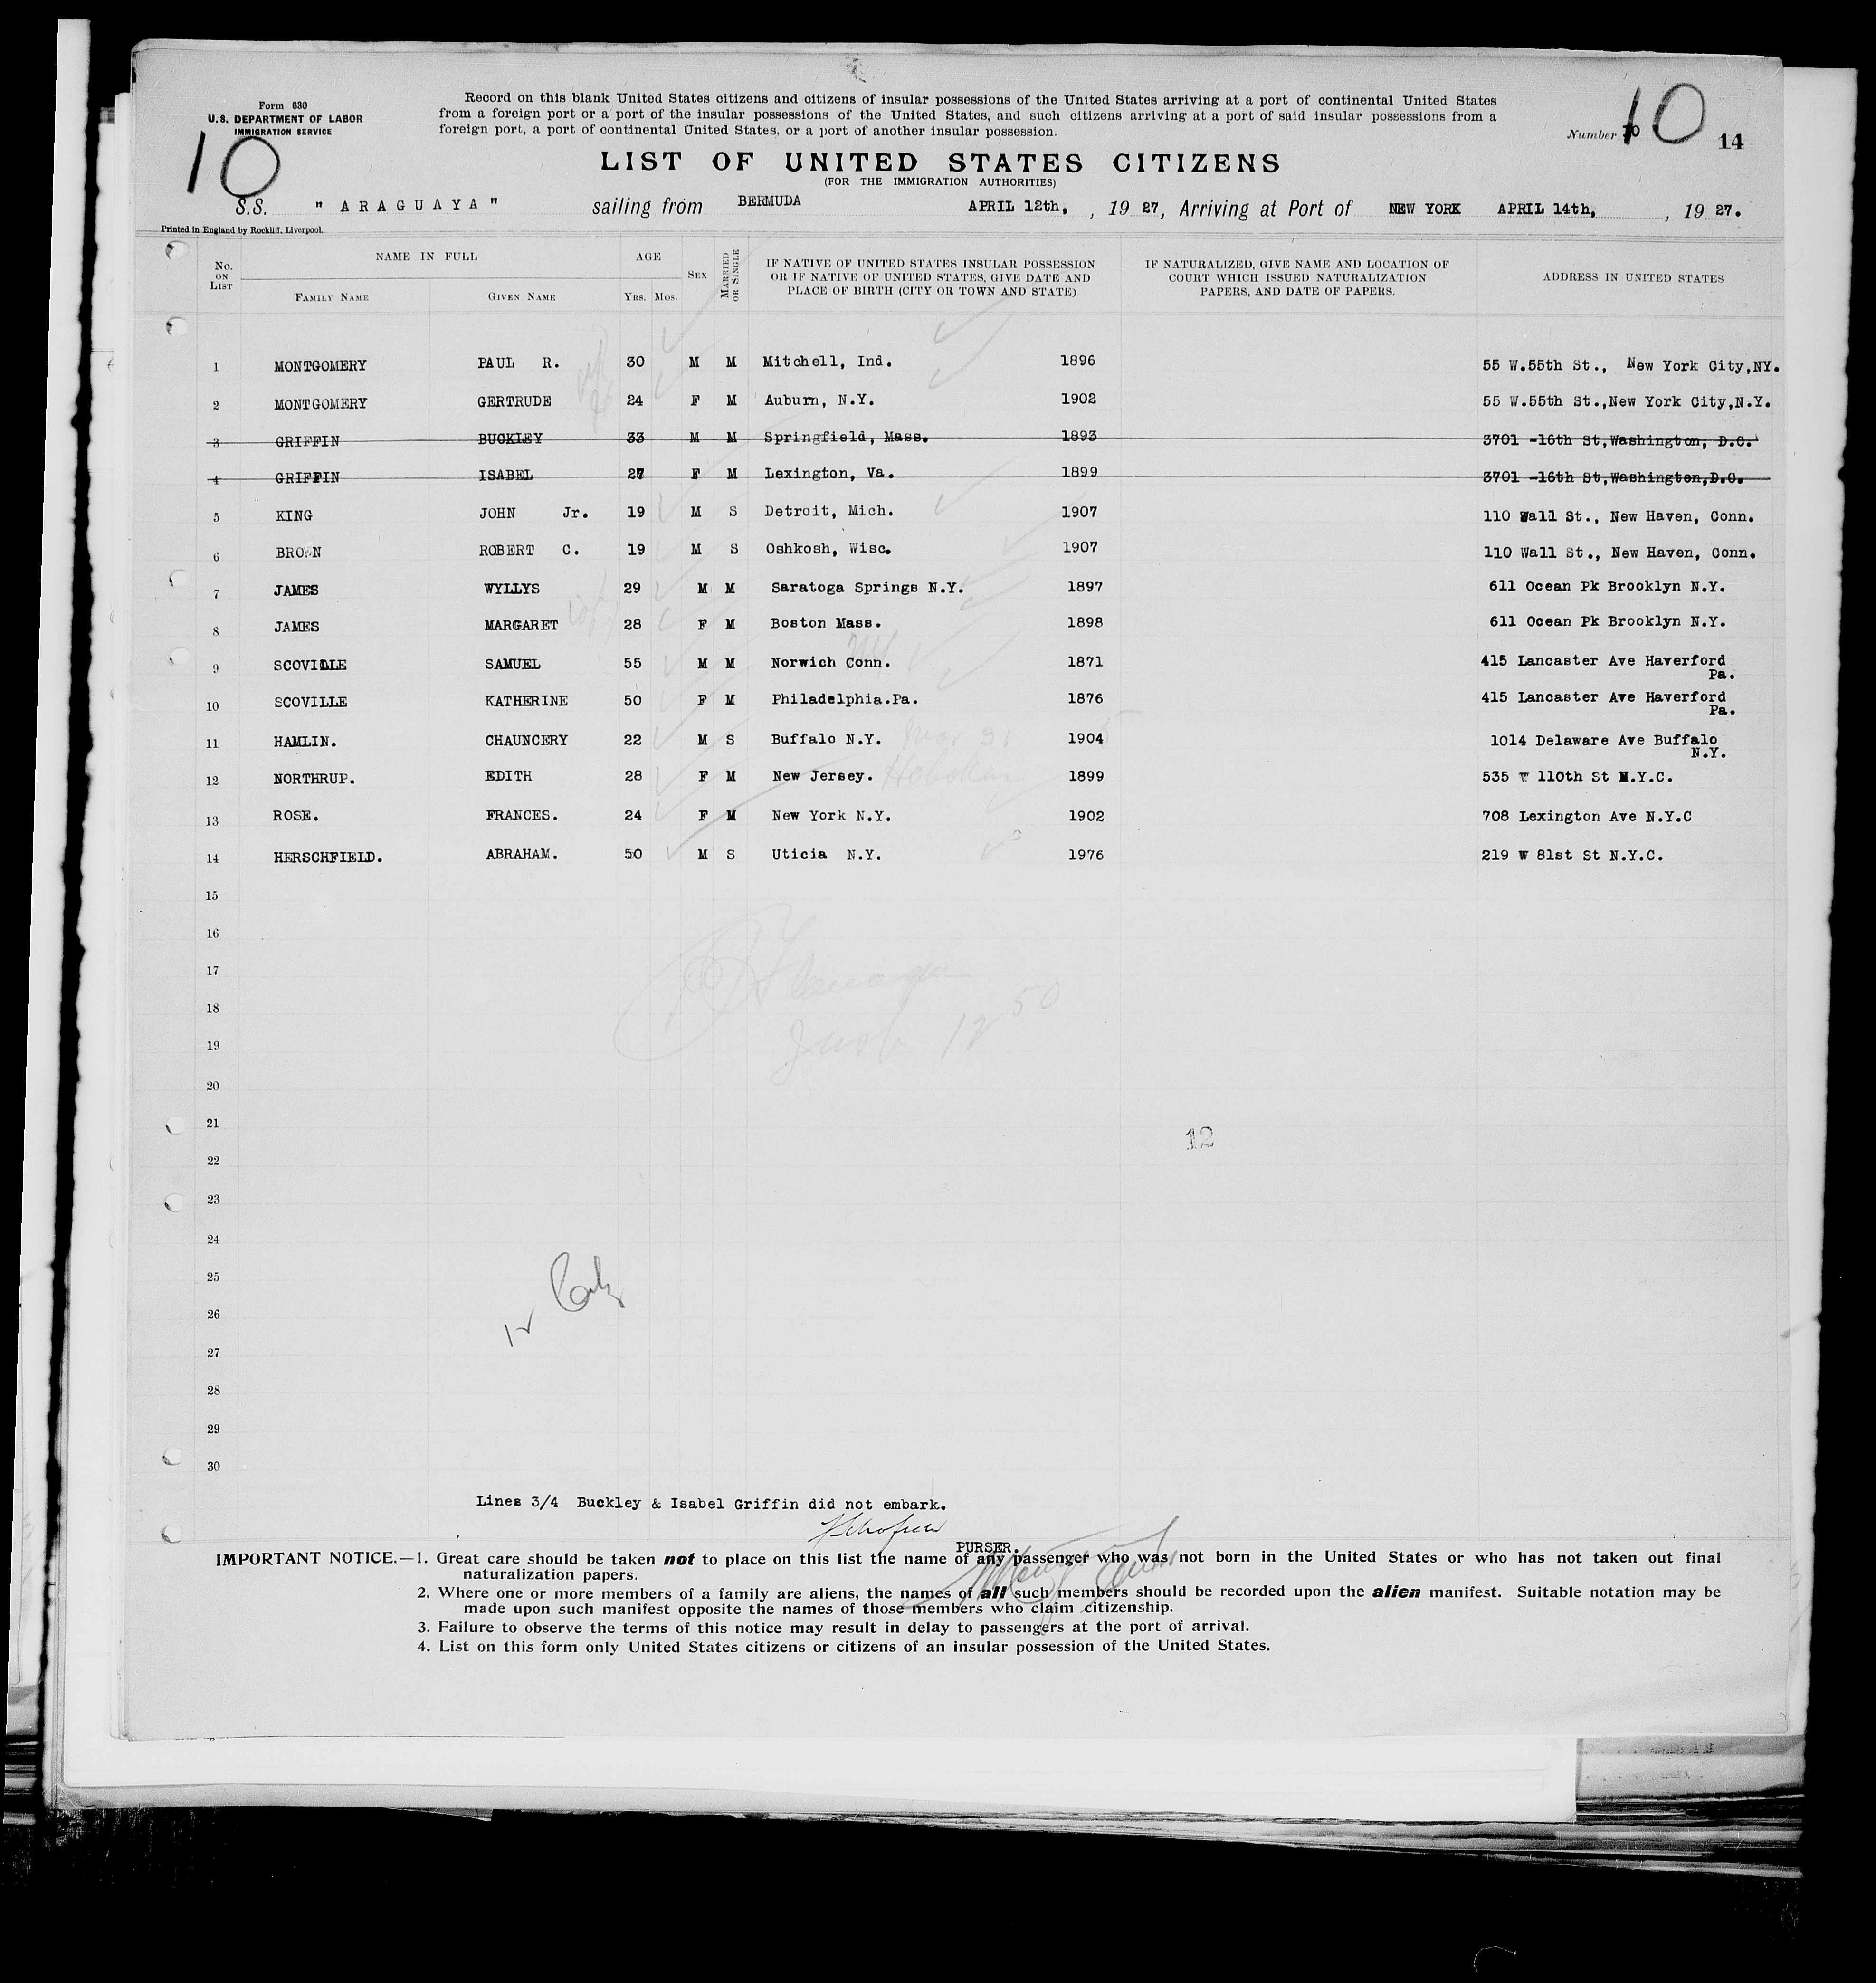 Form 630
U.S. DEPARTMENT OF LABOR
IMMIGRATION SERVICE
Record on this blank United States citizens and citizens of insular possessions of the United States arriving at a port of continental United States
from a foreign port or a port of the insular possessions of the United States, and such citizens arriving at a port of said insular possessions from a
foreign port, a port of continental United States, or a port of another insular possession.
Number 10 10 14
10
LIST OF UNITED STATES CITIZENS
(FOR THE IMMIGRATION AUTHORITIES)
S.S. "ARAGUAYA" sailing from BERMUDA APRIL 12th, , 19 27, Arriving at Port of NEW YORK APRIL 14th, , 19 27.
Printed in England by Rockliff, Liverpool.
No. ON LIST NAME IN FULL AGE SEX MARRIED OR SINGLE IF NATIVE OF UNITED STATES INSULAR POSSESSION OR IF NATIVE OF UNITED STATES, GIVE DATE AND PLACE OF BIRTH (CITY OR TOWN AND STATE) IF NATURALIZED, GIVE NAME AND LOCATION OF COURT WHICH ISSUED NATURALIZATION PAPERS, AND DATE OF PAPERS. ADDRESS IN UNITED STATES
FAMILY NAME GIVEN NAME YRS. MOS.
1 MONTGOMERY PAUL R. 30 M M Mitchell, Ind. 1896 55 W.55th St., New York City,NY.
2 MONTGOMERY GERTRUDE 24 F M Auburn, N.Y. 1902 55 W.55th St.,New York City,N.Y.
3 GRIFFIN BUCKLEY 33 M M Springfield, Mass. 1893 3701 -16th St,Washington, D.C.
4 GRIFFIN ISABEL 27 F M Lexington, Va. 1899 3701 -16th St,Washington,D.C.
5 KING JOHN Jr. 19 M S Detroit, Mich. 1907 110 Wall St., New Haven, Conn.
6 BROWN ROBERT C. 19 M S Oshkosh, Wisc. 1907 110 Wall St., New Haven, Conn.
7 JAMES WYLLYS 29 M M Saratoga Springs N.Y. 1897 611 Ocean Pk Brooklyn N.Y.
8 JAMES MARGARET 28 F M Boston Mass. 1898 611 Ocean Pk Brooklyn N.Y.
9 SCOVILLE SAMUEL 55 M M Norwich Conn. 1871 415 Lancaster Ave Haverford
Pa.
10 SCOVILLE KATHERINE 50 F M Philadelphia.Pa. 1876 415 Lancaster Ave Haverford
Pa.
11 HAMLIN. CHAUNCERY 22 M S Buffalo N.Y. Mar 31 1904 5 1014 Delaware Ave Buffalo
N.Y.
12 NORTHRUP. EDITH 28 F M New Jersey. Hoboken 1899 535 W 110th St N.Y.C.
13 ROSE. FRANCES. 24 F M New York N.Y. 1902 708 Lexington Ave N.Y.C
14 HERSCHFIELD. ABRAHAM. 50 M S Uticia N.Y. 1976 219 W 81st St N.Y.C.
15
16
17
18
19
20
21
12
22
23
24
25
26
27
28
29
30
Lines 3/4 Buckley & Isabel Griffin did not embark.
PURSER.
IMPORTANT NOTICE.—1. Great care should be taken not to place on this list the name of any passenger who was not born in the United States or who has not taken out final
naturalization papers.
2. Where one or more members of a family are aliens, the names of all such members should be recorded upon the alien manifest. Suitable notation may be
made upon such manifest opposite the names of those members who claim citizenship.
3. Failure to observe the terms of this notice may result in delay to passengers at the port of arrival.
4. List on this form only United States citizens or citizens of an insular possession of the United States.